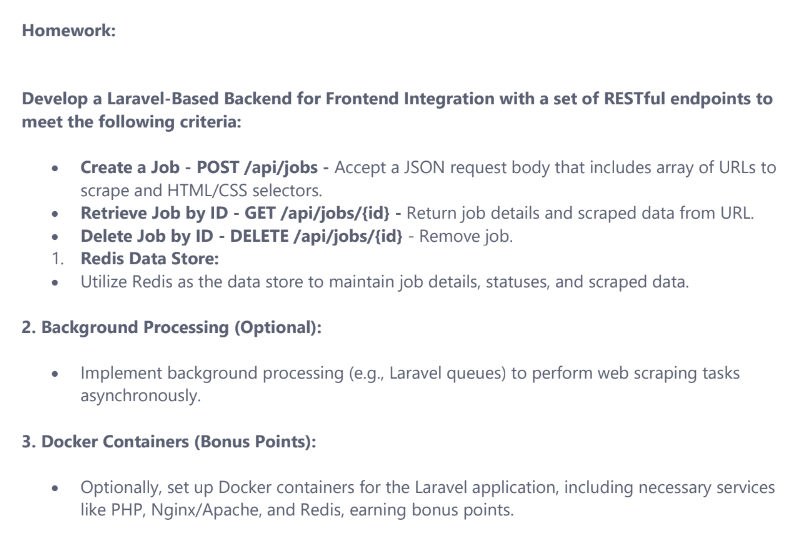 Homework:
Develop a Laravel-Based Backend for Frontend Integration with a set of RESTful endpoints to
meet the following criteria:
• Create a Job - POST /api/jobs - Accept a JSON request body that includes array of URLs to
scrape and HTML/CSS selectors.
• Retrieve Job by ID - GET /api/jobs/{id} - Return job details and scraped data from URL.
• Delete Job by ID - DELETE /api/jobs/{id} - Remove job.
1. Redis Data Store:
• Utilize Redis as the data store to maintain job details, statuses, and scraped data.
2. Background Processing (Optional):
• Implement background processing (e.g., Laravel queues) to perform web scraping tasks
asynchronously.
3. Docker Containers (Bonus Points):
• Optionally, set up Docker containers for the Laravel application, including necessary services
like PHP, Nginx/Apache, and Redis, earning bonus points.